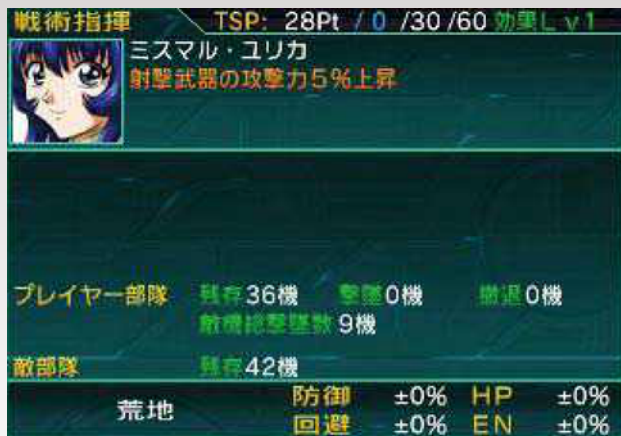 戦術指揮 TSP: 28Pt / 0 /30 /60 効果Lv1
ミスマル・ユリカ
射撃武器の攻撃力5%上昇
プレイヤー部隊 残存36機 撃墜0機 撤退0機
敵機総撃墜数 9機
敵部隊 残存42機
荒地 防御 ±0% HP ±0%
回避 ±0% EN ±0%